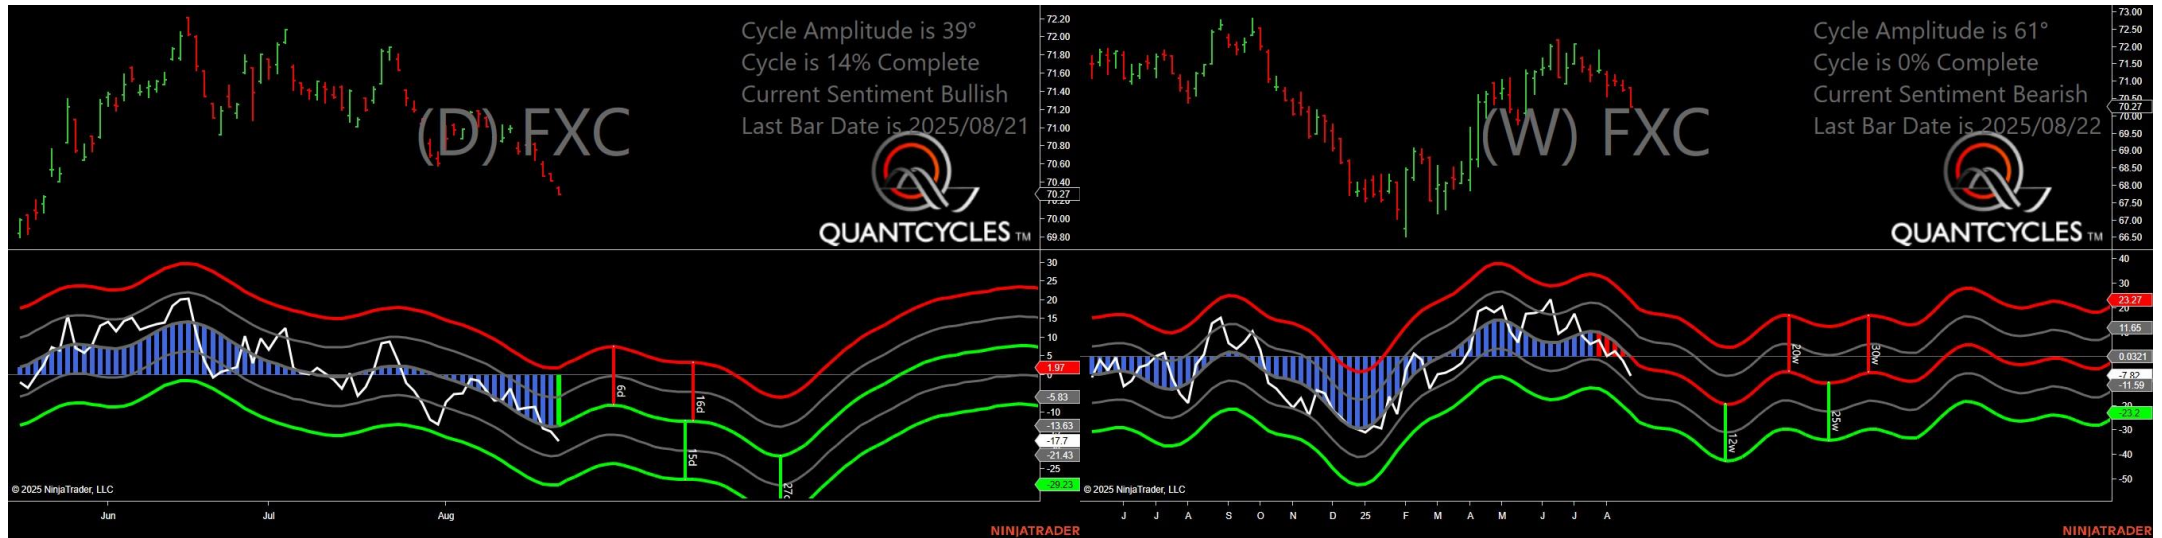 Cycle Amplitude is 39°
Cycle is 14% Complete
Current Sentiment Bullish
Last Bar Date is 2025/08/21
(D) FXC
QUANTCYCLES TM
72.20
72.00
71.80
71.60
71.40
71.20
71.00
70.80
70.60
70.40
70.27
70.20
70.00
69.80
30
25
20
15
10
5
1.97
-5.83
-10
-13.63
-17.7
-21.43
-25
-29.23
6d
16d
15d
© 2025 NinjaTrader, LLC
Jun
Jul
Aug
NINJATRADER
Cycle Amplitude is 61°
Cycle is 0% Complete
Current Sentiment Bearish
Last Bar Date is 2025/08/22
(W) FXC
QUANTCYCLES TM
73.00
72.50
72.00
71.50
71.00
70.50
70.27
70.00
69.50
69.00
68.50
68.00
67.50
67.00
66.50
40
30
23.27
20
11.65
0.0321
-7.82
-11.59
-23.2
-30
-40
-50
20w
30w
12w
25w
© 2025 NinjaTrader, LLC
J
J
A
S
O
N
D
25
F
M
A
M
J
J
A
NINJATRADER